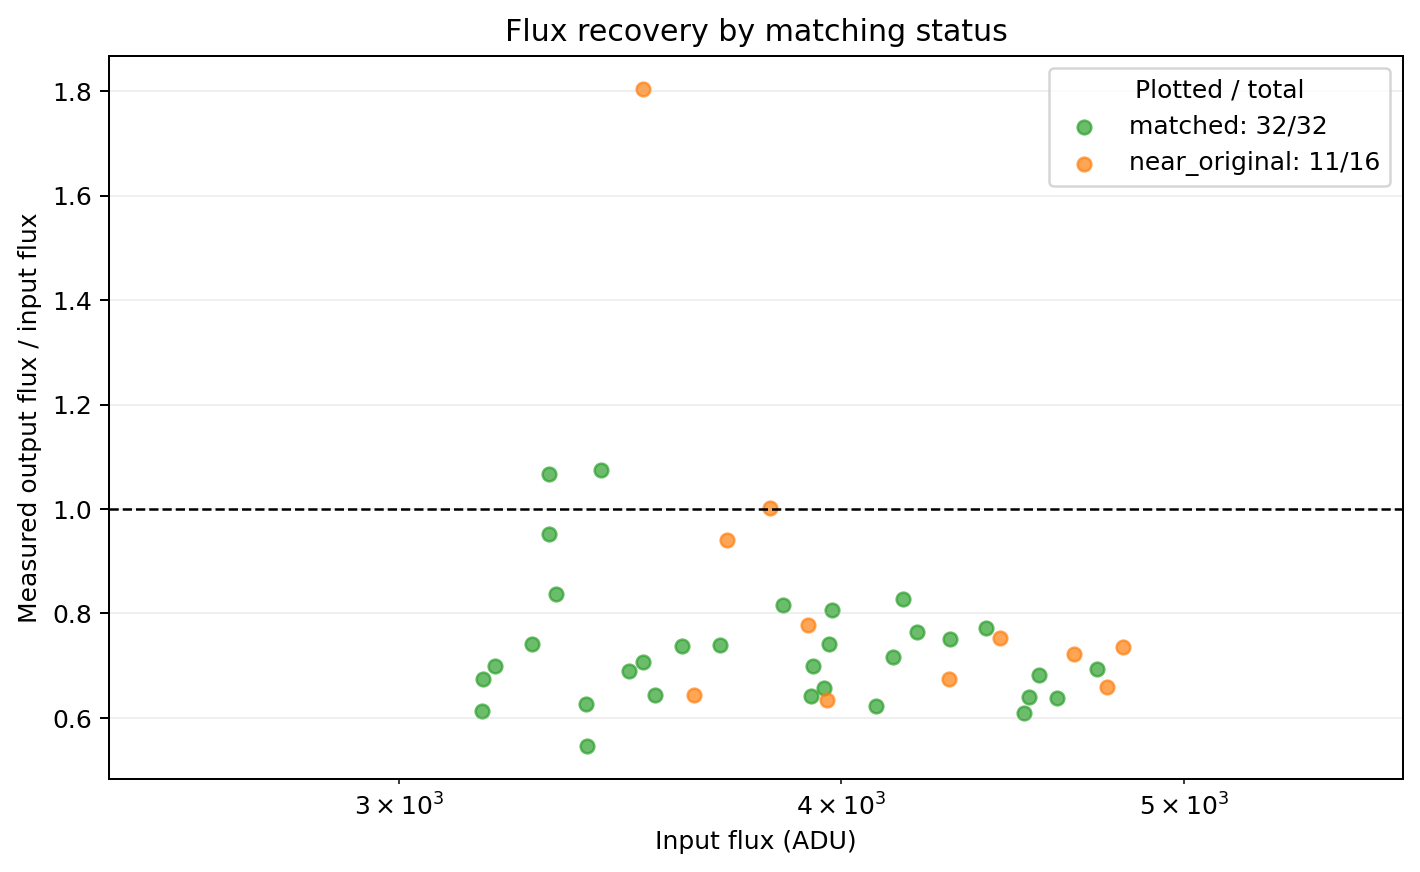 Flux recovery by matching status
Plotted / total
matched: 32/32
near_original: 11/16
Measured output flux / input flux
1.8
1.6
1.4
1.2
1.0
0.8
0.6
3 × 10³
4 × 10³
5 × 10³
Input flux (ADU)